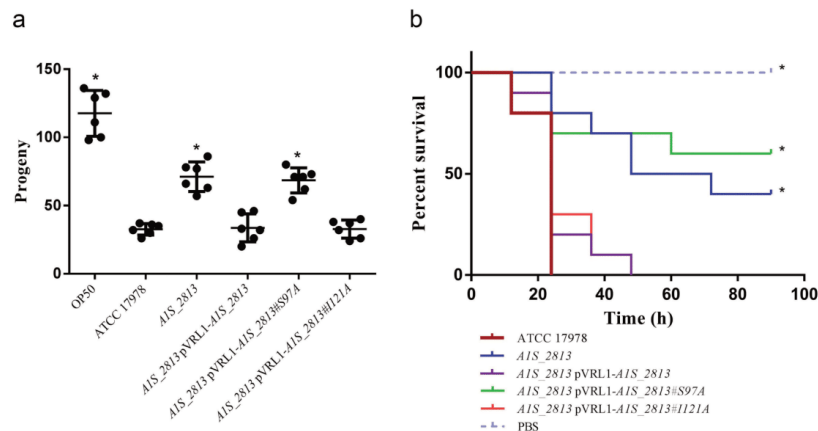 a
Progeny
150
100
50
0
*
*
*
OP50
ATCC 17978
A1S_2813
A1S_2813 pVRL1-A1S_2813
A1S_2813 pVRL1-A1S_2813#S97A
A1S_2813 pVRL1-A1S_2813#I121A
b
Percent survival
100
50
0
*
*
*
0 20 40 60 80 100
Time (h)
ATCC 17978
A1S_2813
A1S_2813 pVRL1-A1S_2813
A1S_2813 pVRL1-A1S_2813#S97A
A1S_2813 pVRL1-A1S_2813#I121A
PBS